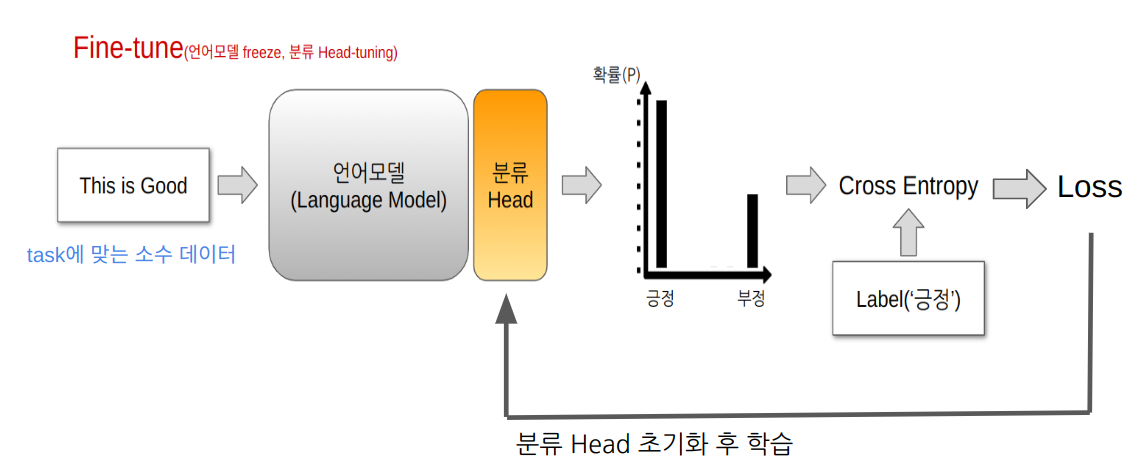 Fine-tune(언어모델 freeze, 분류 Head-tuning)
확률(P)
This is Good
언어모델
(Language Model)
분류
Head
Cross Entropy
Loss
task에 맞는 소수 데이터
긍정
부정
Label(‘긍정’)
분류 Head 초기화 후 학습